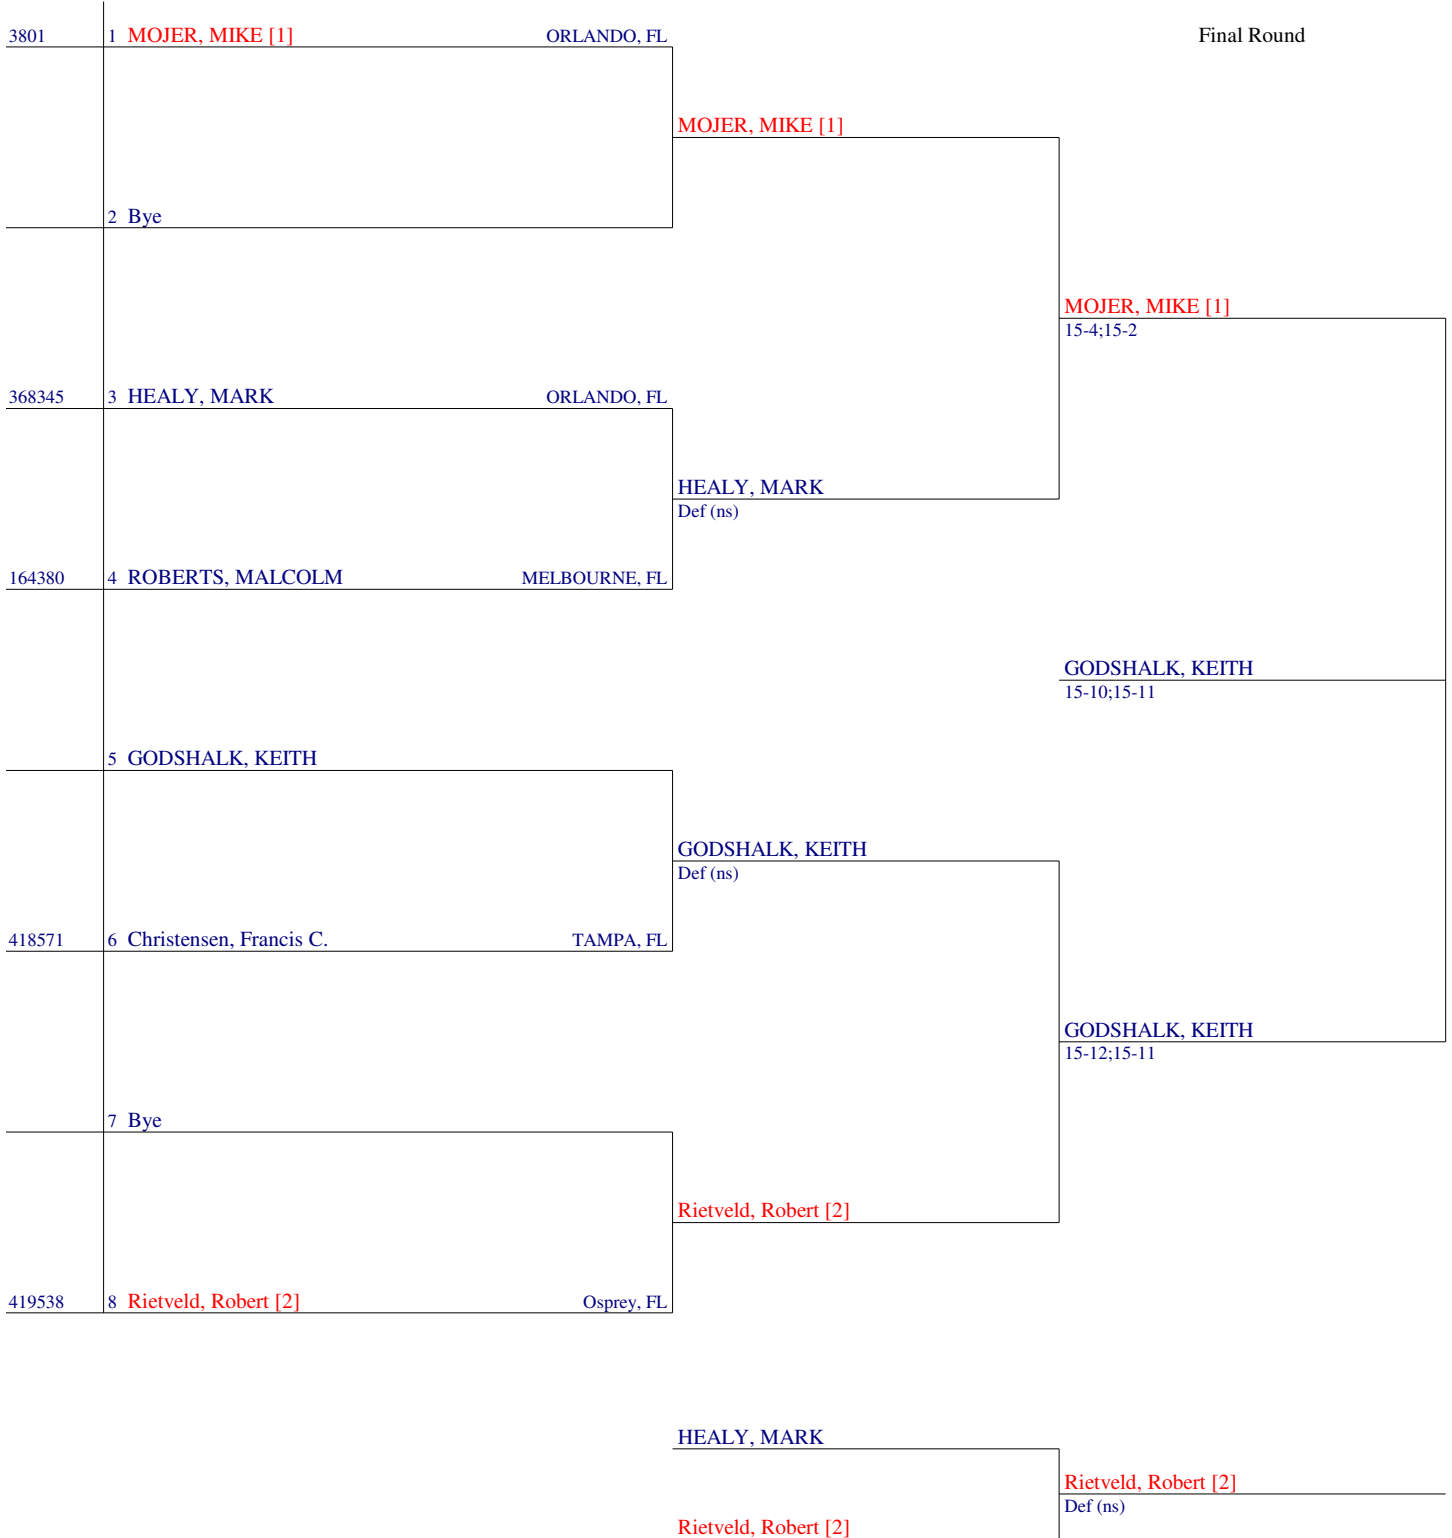 3801 1 MOJER, MIKE [1] ORLANDO, FL Final Round
MOJER, MIKE [1]
2 Bye
MOJER, MIKE [1]
15-4;15-2
368345 3 HEALY, MARK ORLANDO, FL
HEALY, MARK
Def (ns)
164380 4 ROBERTS, MALCOLM MELBOURNE, FL
GODSHALK, KEITH
15-10;15-11
5 GODSHALK, KEITH
GODSHALK, KEITH
Def (ns)
418571 6 Christensen, Francis C. TAMPA, FL
GODSHALK, KEITH
15-12;15-11
7 Bye
Rietveld, Robert [2]
419538 8 Rietveld, Robert [2] Osprey, FL
HEALY, MARK
Rietveld, Robert [2]
Def (ns)
Rietveld, Robert [2]